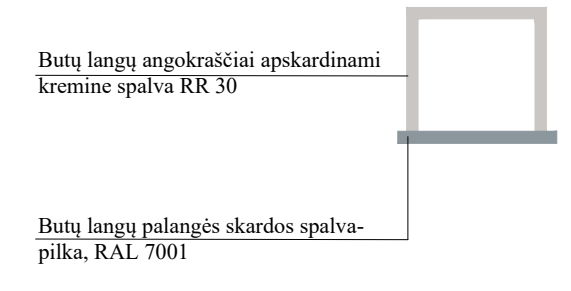 Butų langų angokraščiai apskardinami
kremine spalva RR 30
Butų langų palangės skardos spalva-
pilka, RAL 7001